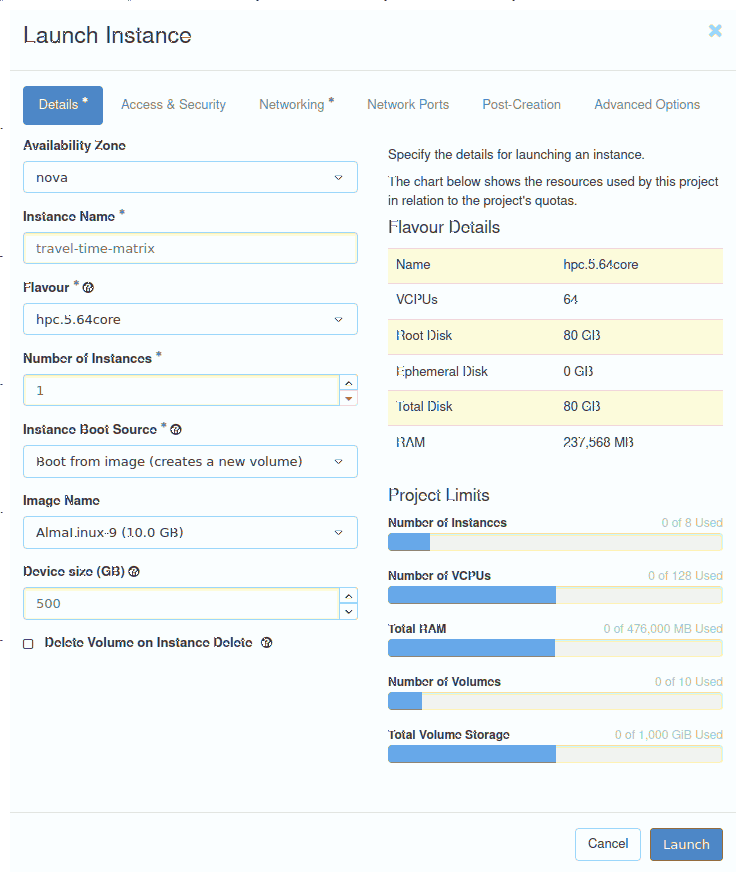 Launch Instance
Details *
Access & Security
Networking *
Network Ports
Post-Creation
Advanced Options
Availability Zone
nova
Instance Name *
travel-time-matrix
Flavour *
hpc.5.64core
Number of Instances *
1
Instance Boot Source *
Boot from image (creates a new volume)
Image Name
AlmaLinux-9 (10.0 GB)
Device size (GB)
500
Delete Volume on Instance Delete
Specify the details for launching an instance.
The chart below shows the resources used by this project
in relation to the project's quotas.
Flavour Details
Name hpc.5.64core
VCPUs 64
Root Disk 80 GB
Ephemeral Disk 0 GB
Total Disk 80 GB
RAM 237,568 MB
Project Limits
Number of Instances 0 of 8 Used
Number of VCPUs 0 of 128 Used
Total RAM 0 of 476,000 MB Used
Number of Volumes 0 of 10 Used
Total Volume Storage 0 of 1,000 GiB Used
Cancel
Launch